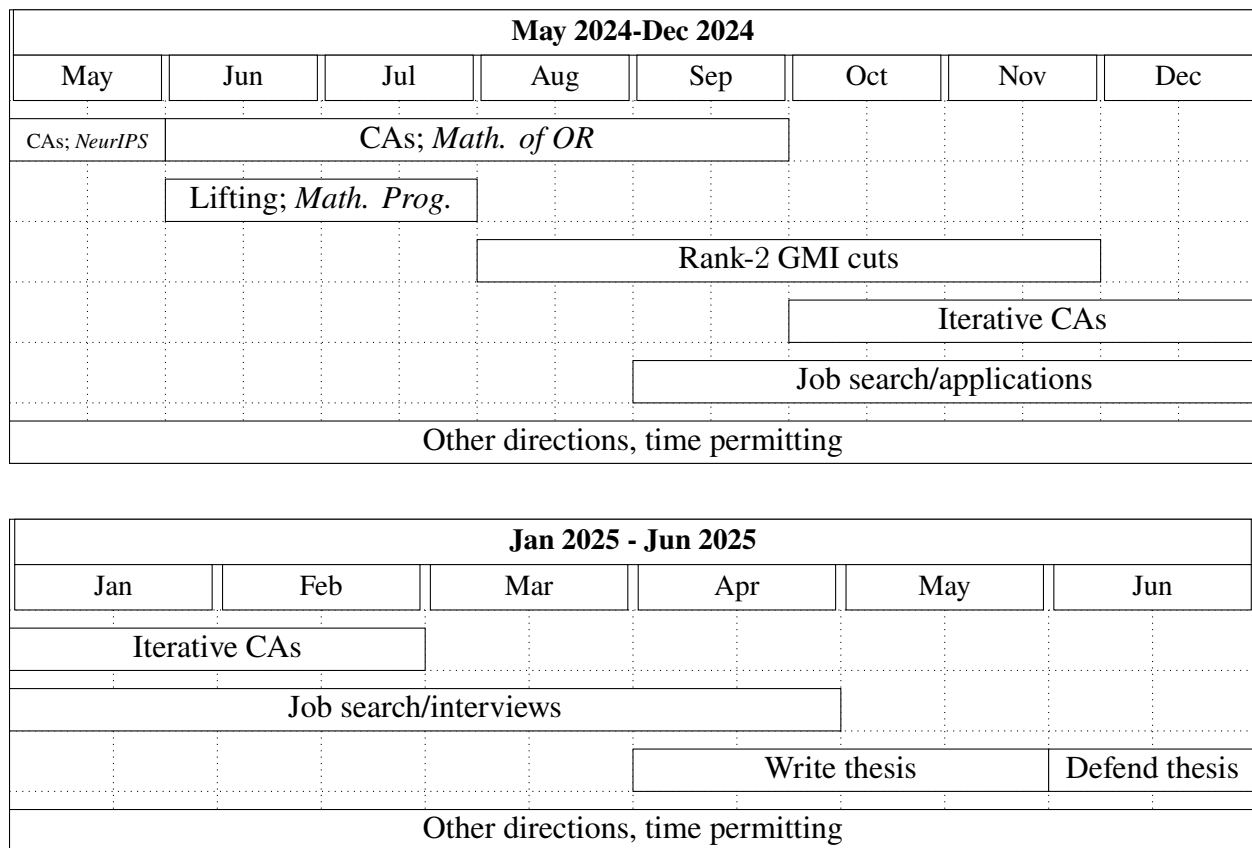 May 2024-Dec 2024
May Jun Jul Aug Sep Oct Nov Dec
CAs; NeurIPS CAs; Math. of OR
Lifting; Math. Prog.
Rank-2 GMI cuts
Iterative CAs
Job search/applications
Other directions, time permitting
Jan 2025 - Jun 2025
Jan Feb Mar Apr May Jun
Iterative CAs
Job search/interviews
Write thesis Defend thesis
Other directions, time permitting